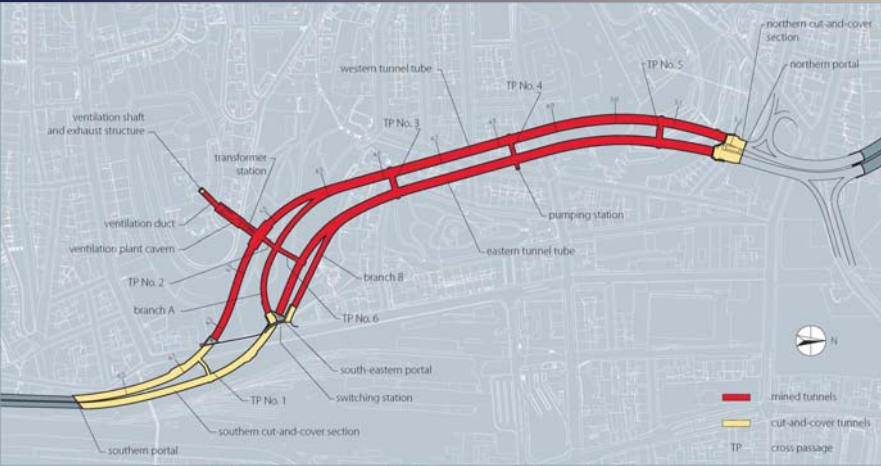 northern cut-and-cover
section
northern portal
TP No. 5
western tunnel tube
TP No. 4
TP No. 3
ventilation shaft
and exhaust structure
transformer
station
ventilation duct
ventilation plant cavern
pumping station
eastern tunnel tube
TP No. 2
branch B
branch A
TP No. 6
N
south-eastern portal
switching station
TP No. 1
southern cut-and-cover section
southern portal
mined tunnels
cut-and-cover tunnels
TP cross passage